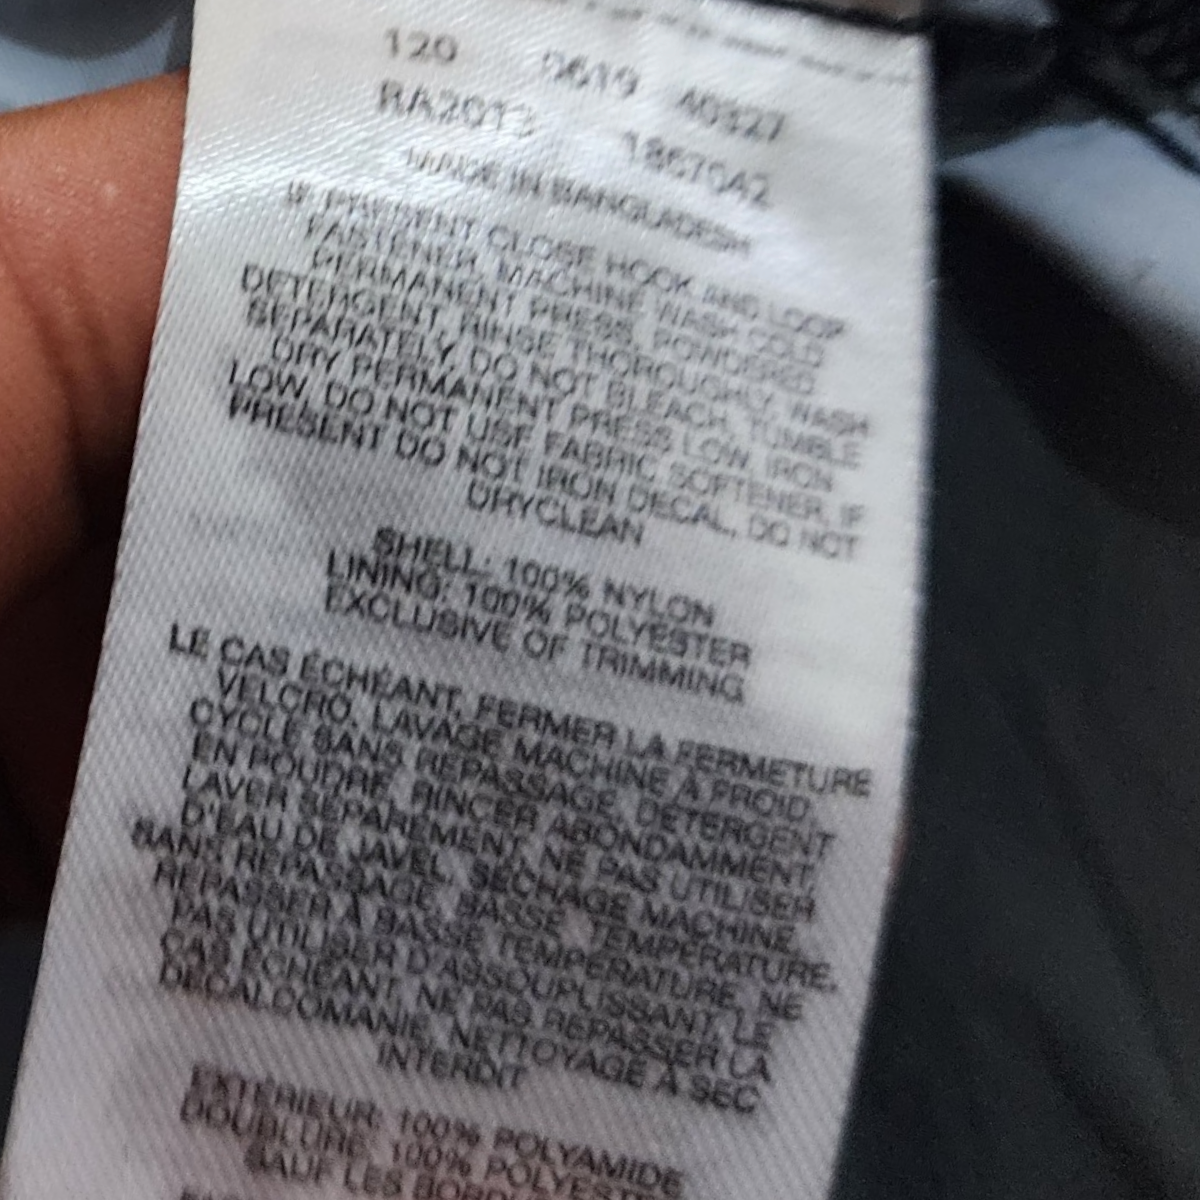 120 0619 40327
RA2013 1867042
MADE IN BANGLADESH
IF PRESENT CLOSE HOOK AND LOOP
FASTENER, MACHINE WASH COLD
PERMANENT PRESS, POWDERED
DETERGENT, RINSE THOROUGHLY, WASH
SEPARATELY, DO NOT BLEACH, TUMBLE
DRY PERMANENT PRESS LOW, IRON
LOW, DO NOT USE FABRIC SOFTENER, IF
PRESENT DO NOT IRON DECAL, DO NOT
DRYCLEAN
SHELL: 100% NYLON
LINING: 100% POLYESTER
EXCLUSIVE OF TRIMMING
LE CAS ÉCHÉANT, FERMER LA FERMETURE
VELCRO, LAVAGE MACHINE À FROID,
CYCLE SANS REPASSAGE, DÉTERGENT
EN POUDRE, RINCER ABONDAMMENT,
LAVER SÉPARÉMENT, NE PAS UTILISER
D'EAU DE JAVEL, SÉCHAGE MACHINE
SANS REPASSAGE, BASSE TEMPÉRATURE,
REPASSER À BASSE TEMPÉRATURE, NE
PAS UTILISER D'ASSOUPLISSANT, LE
CAS ÉCHÉANT, NE PAS REPASSER LA
DÉCALCOMANIE, NETTOYAGE À SEC
INTERDIT
EXTÉRIEUR: 100% POLYAMIDE
DOUBLURE: 100% POLYESTE
SAUF LES